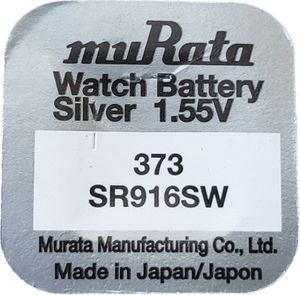 muRata
Watch Battery
Silver 1.55V
373
SR916SW
Murata Manufacturing Co., Ltd.
Made in Japan/Japon